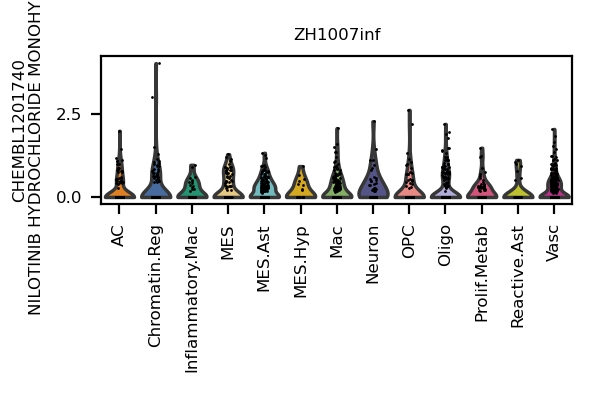 ZH1007inf
CHEMBL1201740
NILOTINIB HYDROCHLORIDE MONOHY
2.5
0.0
AC
Chromatin.Reg
Inflammatory.Mac
MES
MES.Ast
MES.Hyp
Mac
Neuron
OPC
Oligo
Prolif.Metab
Reactive.Ast
Vasc